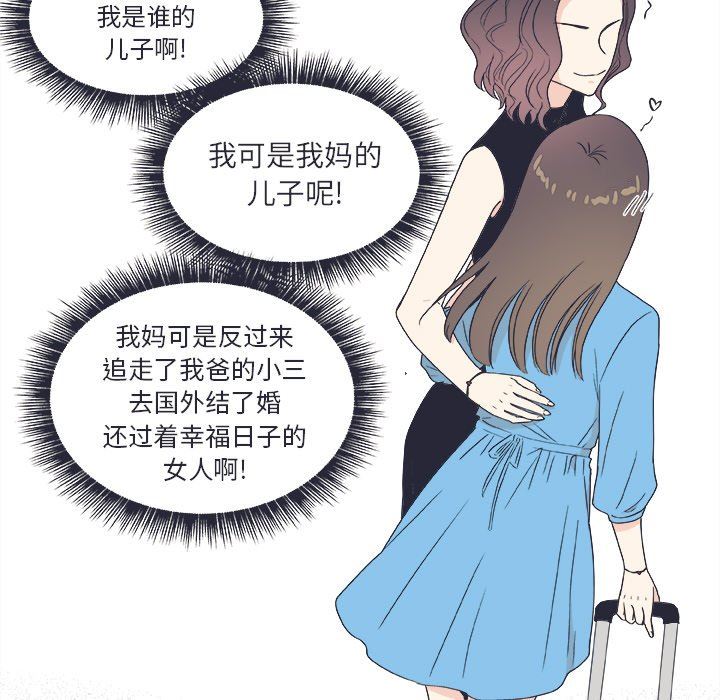 我是谁的
儿子啊!
我可是我妈的
儿子呢!
我妈可是反过来
追走了我爸的小三
去国外结了婚
还过着幸福日子的
女人啊!